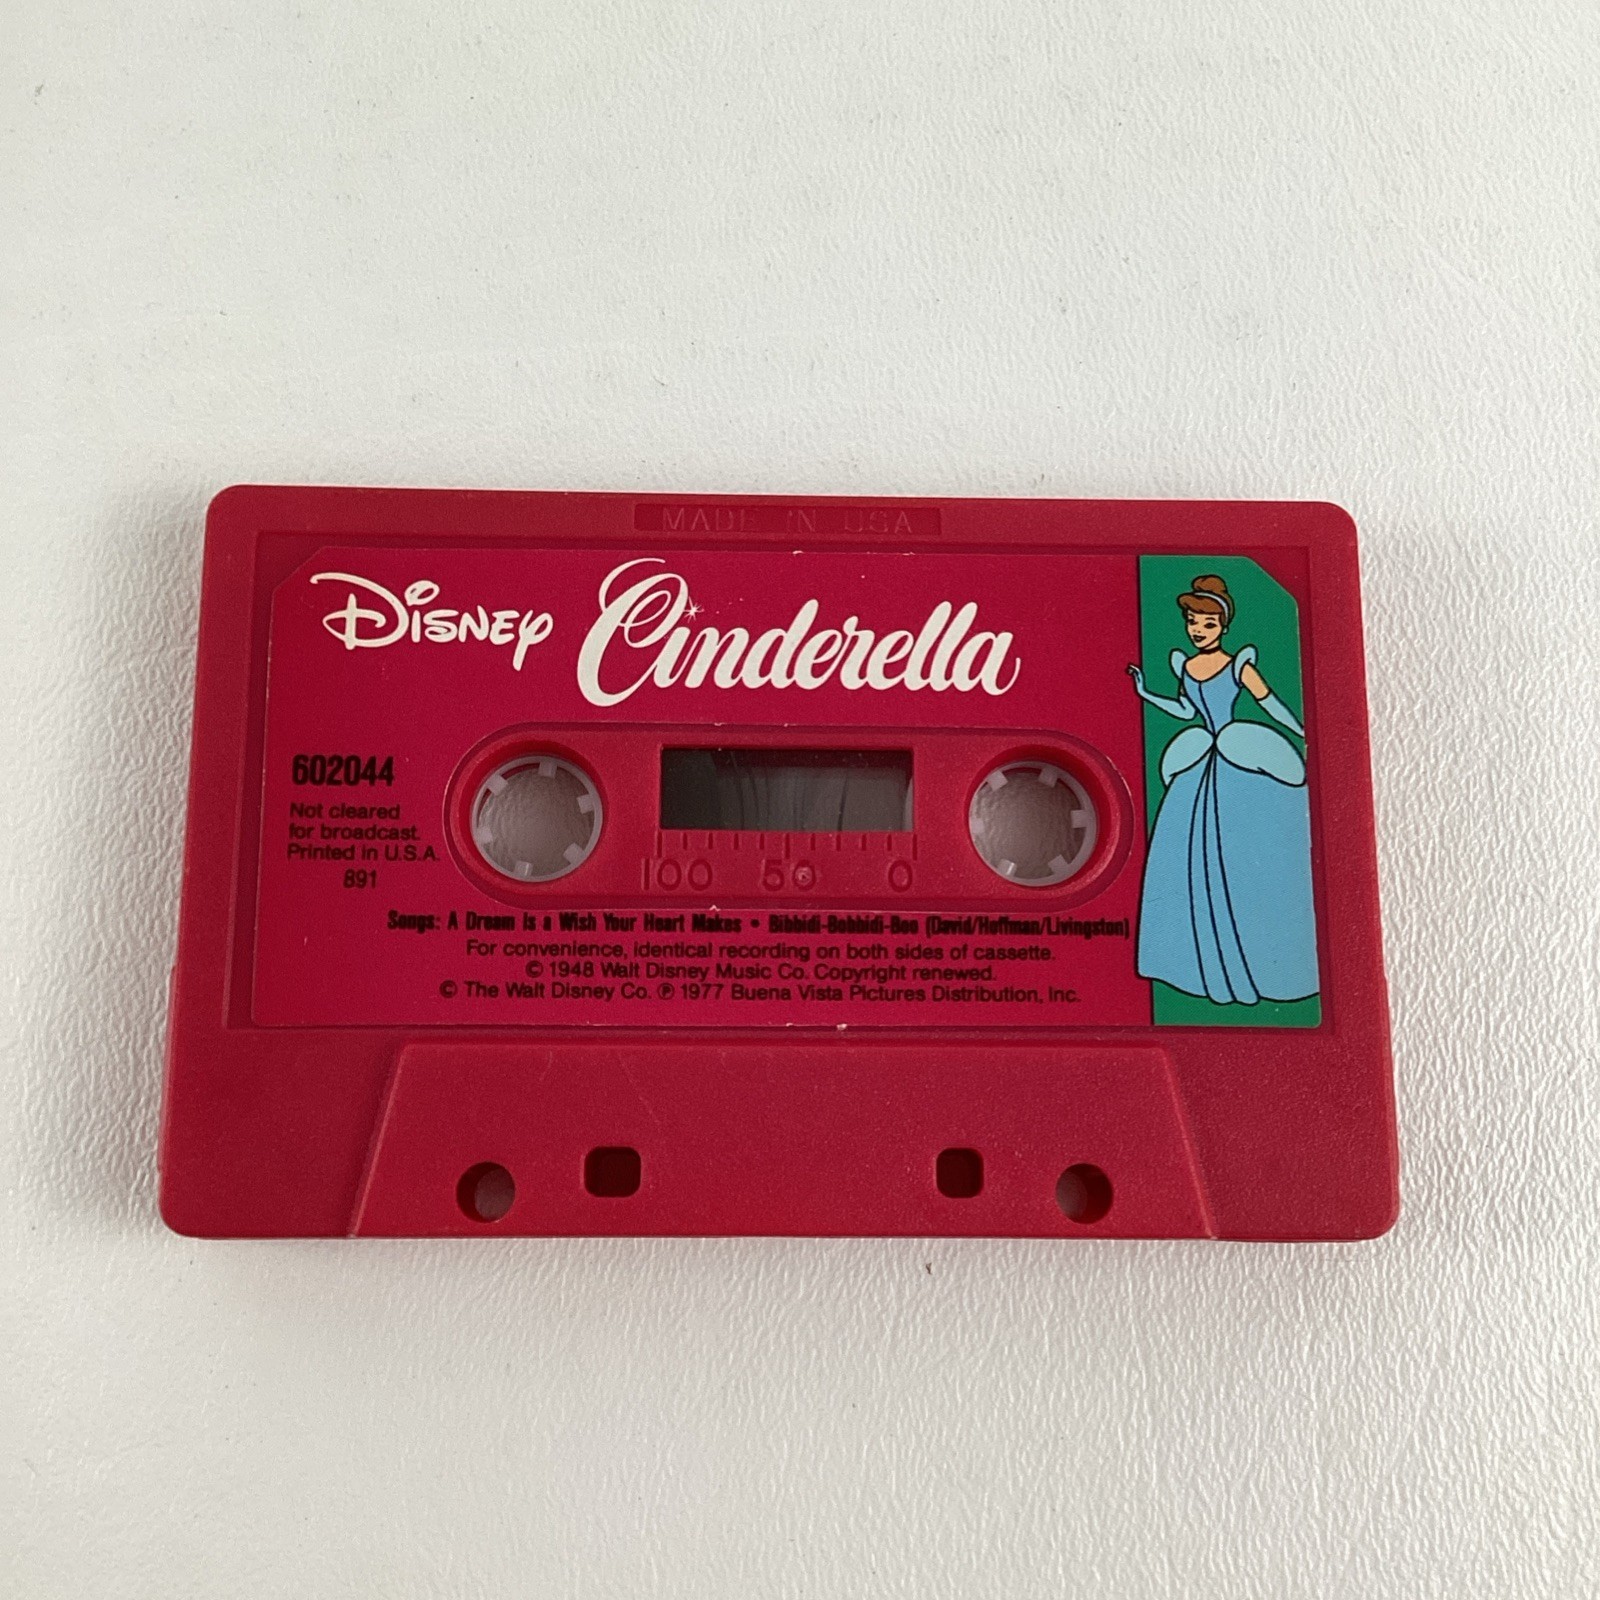 MADE IN USA
Disney Cinderella
602044
Not cleared
for broadcast.
Printed in U.S.A.
891
100 50 0
Songs: A Dream Is a Wish Your Heart Makes • Bibbidi-Bobbidi-Boo (David/Hoffman/Livingston)
For convenience, identical recording on both sides of cassette.
© 1948 Walt Disney Music Co. Copyright renewed.
© The Walt Disney Co. ℗ 1977 Buena Vista Pictures Distribution, Inc.